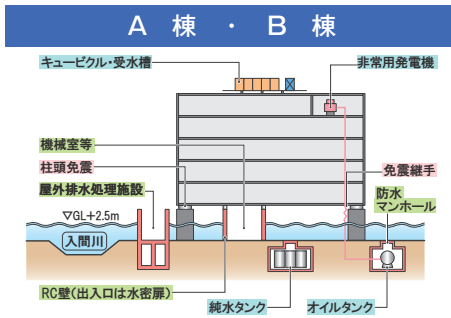 A棟・B棟
キュービクル・受水槽
非常用発電機
機械室等
柱頭免震
免震継手
屋外排水処理施設
防水
マンホール
▽GL+2.5m
入間川
RC壁(出入口は水密扉)
純水タンク
オイルタンク